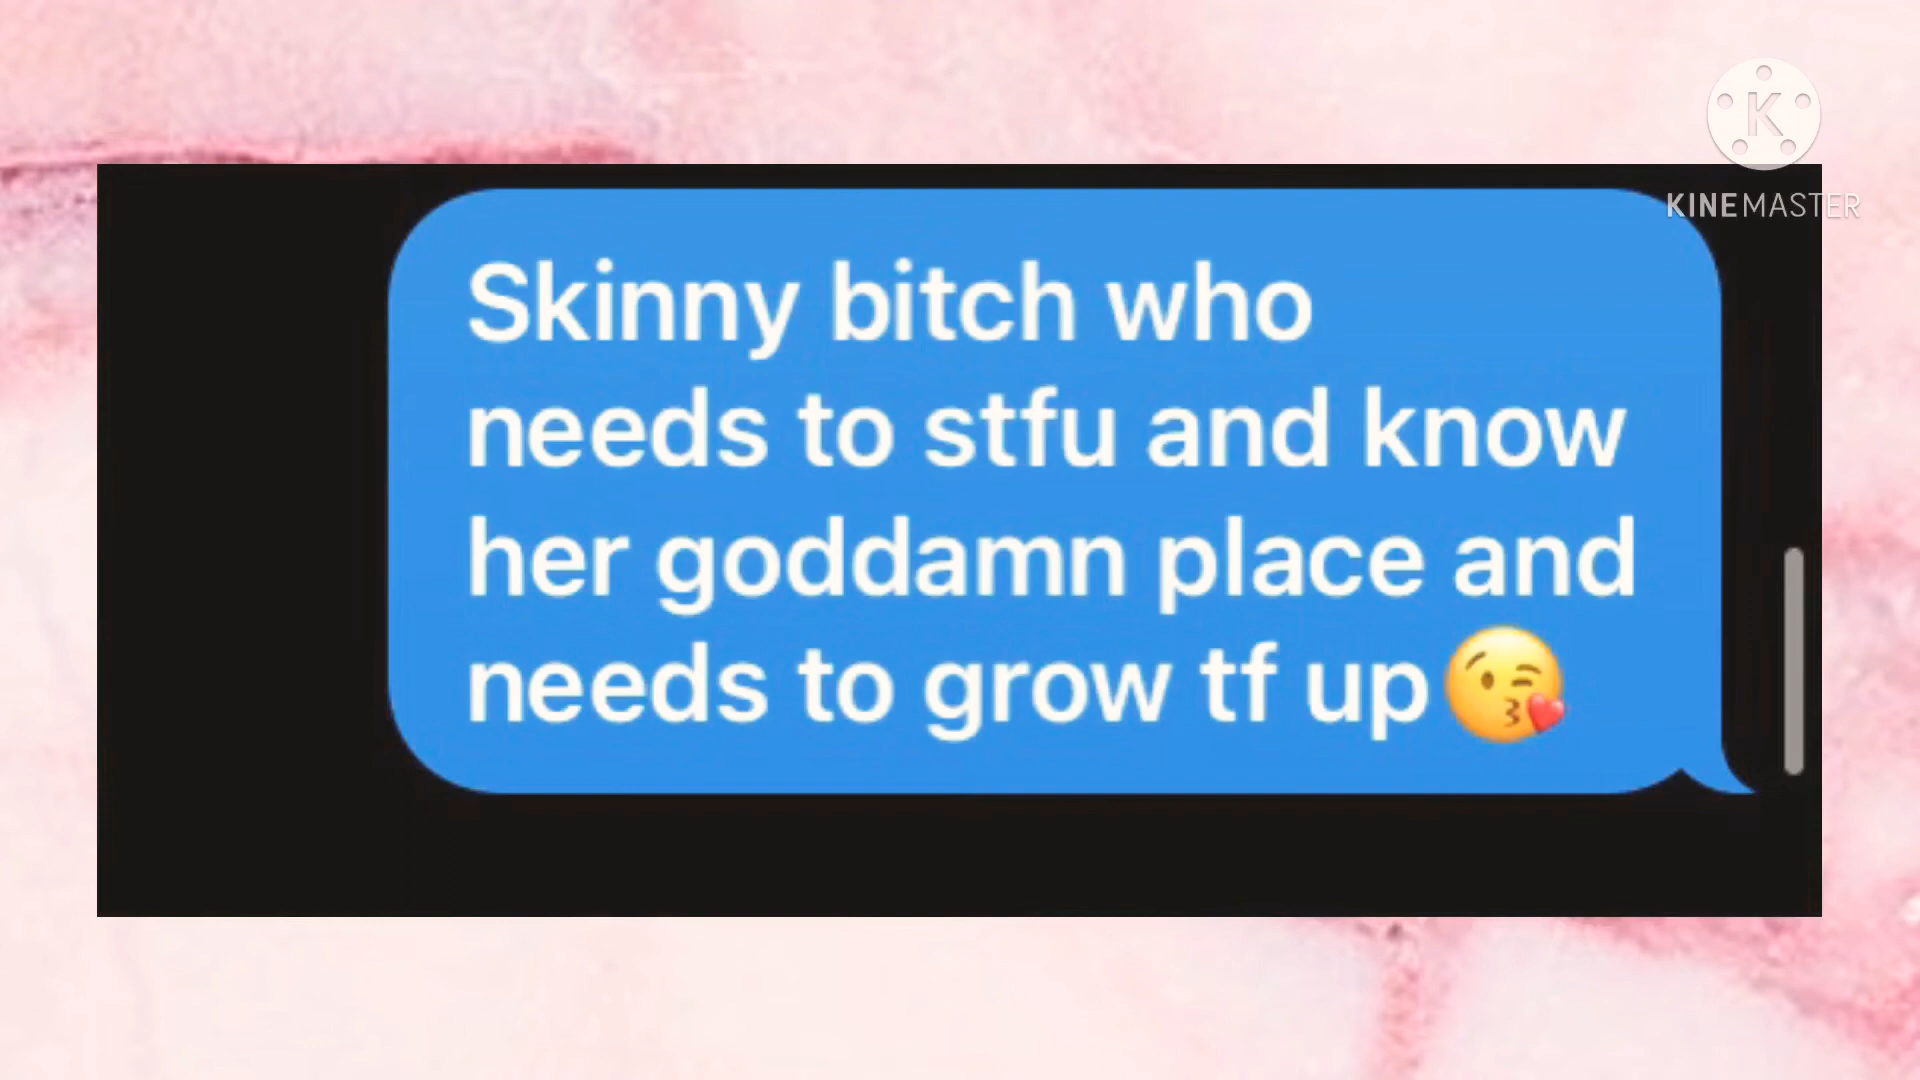 K
KINEMASTER
Skinny bitch who
needs to stfu and know
her goddamn place and
needs to grow tf up😘